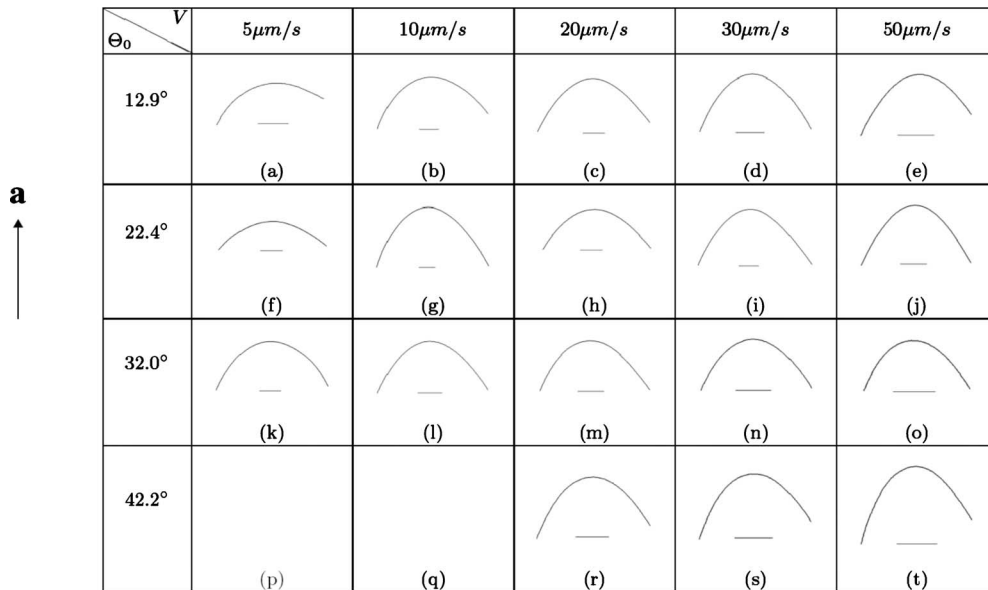 V
Θ₀
5μm/s 10μm/s 20μm/s 30μm/s 50μm/s
12.9°
(a) (b) (c) (d) (e)
a
22.4°
(f) (g) (h) (i) (j)
32.0°
(k) (l) (m) (n) (o)
42.2°
(p) (q) (r) (s) (t)